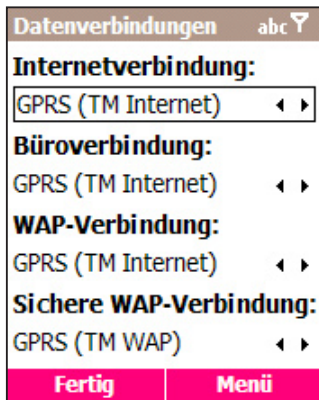 Datenverbindungen abc
Internetverbindung:
GPRS (TM Internet)
Büroverbindung:
GPRS (TM Internet)
WAP-Verbindung:
GPRS (TM Internet)
Sichere WAP-Verbindung:
GPRS (TM WAP)
Fertig Menü